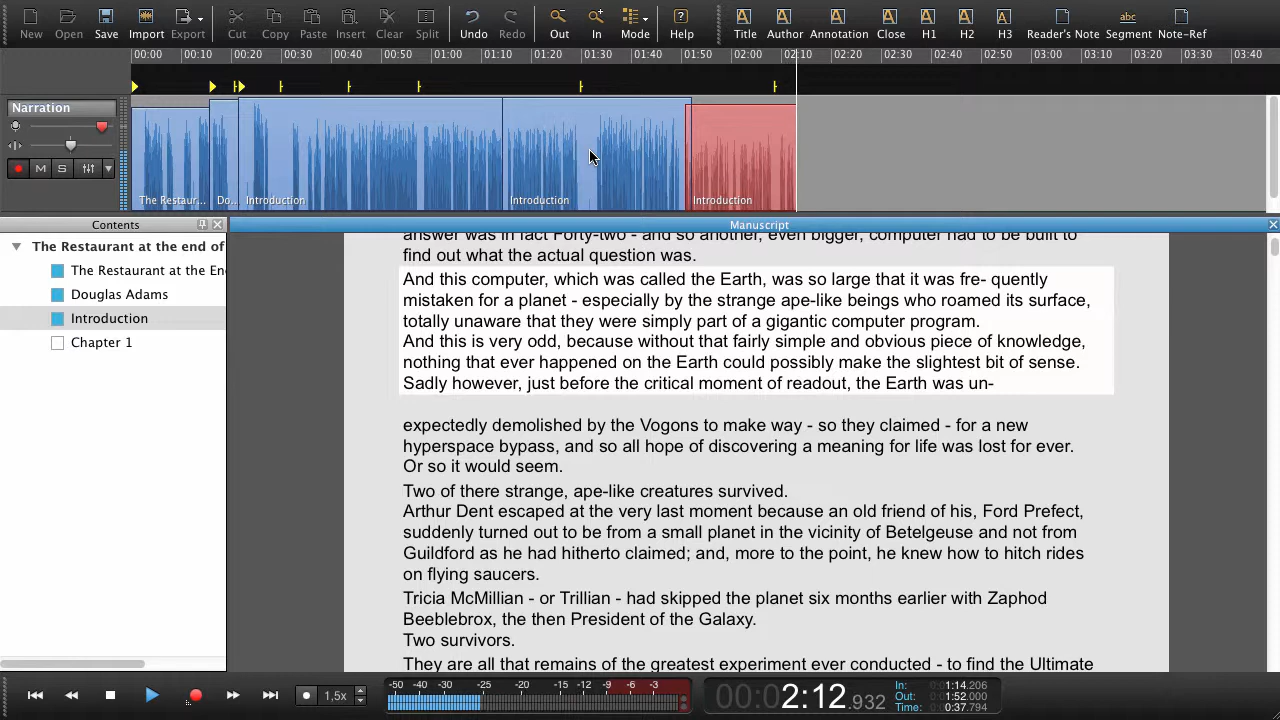 New Open Save Import Export Cut Copy Paste Insert Clear Split Undo Redo Out In Mode Help Title Author Annotation Close H1 H2 H3 Reader's Note Segment Note-Ref
00:00 00:10 00:20 00:30 00:40 00:50 01:00 01:10 01:20 01:30 01:40 01:50 02:00 02:10 02:20 02:30 02:40 02:50 03:00 03:10 03:20 03:30 03:40
Narration
M S
The Restaur... Do... Introduction Introduction Introduction
Contents
Manuscript
The Restaurant at the end of
The Restaurant at the En
Douglas Adams
Introduction
Chapter 1
answer was in fact Forty-two - and so another, even bigger, computer had to be built to
find out what the actual question was.
And this computer, which was called the Earth, was so large that it was fre- quently
mistaken for a planet - especially by the strange ape-like beings who roamed its surface,
totally unaware that they were simply part of a gigantic computer program.
And this is very odd, because without that fairly simple and obvious piece of knowledge,
nothing that ever happened on the Earth could possibly make the slightest bit of sense.
Sadly however, just before the critical moment of readout, the Earth was un-
expectedly demolished by the Vogons to make way - so they claimed - for a new
hyperspace bypass, and so all hope of discovering a meaning for life was lost for ever.
Or so it would seem.
Two of there strange, ape-like creatures survived.
Arthur Dent escaped at the very last moment because an old friend of his, Ford Prefect,
suddenly turned out to be from a small planet in the vicinity of Betelgeuse and not from
Guildford as he had hitherto claimed; and, more to the point, he knew how to hitch rides
on flying saucers.
Tricia McMillian - or Trillian - had skipped the planet six months earlier with Zaphod
Beeblebrox, the then President of the Galaxy.
Two survivors.
They are all that remains of the greatest experiment ever conducted - to find the Ultimate
1,5x
-50 -40 -30 -25 -20 -15 -12 -9 -6 -3
00:02:12.932
In: 0:01:14.206
Out: 0:01:52.000
Time: 0:00:37.794